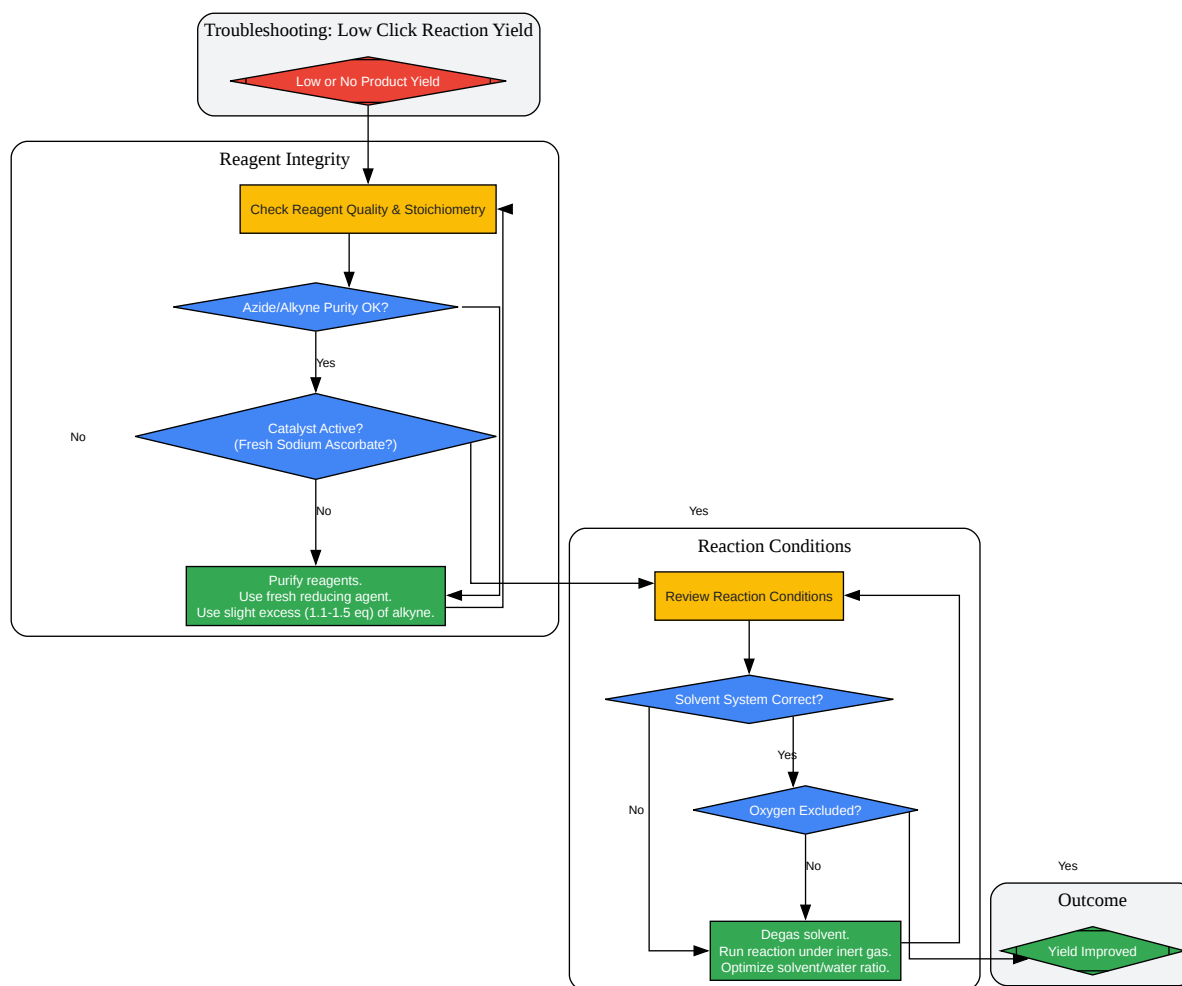 Troubleshooting: Low Click Reaction Yield
Low or No Product Yield
Reagent Integrity
Check Reagent Quality & Stoichiometry
Azide/Alkyne Purity OK?
Yes
Catalyst Active?
(Fresh Sodium Ascorbate?)
No
No
Purify reagents.
Use fresh reducing agent.
Use slight excess (1.1-1.5 eq) of alkyne.
Yes
Reaction Conditions
Review Reaction Conditions
Solvent System Correct?
Yes
No
Oxygen Excluded?
No
Degas solvent.
Run reaction under inert gas.
Optimize solvent/water ratio.
Yes
Outcome
Yield Improved